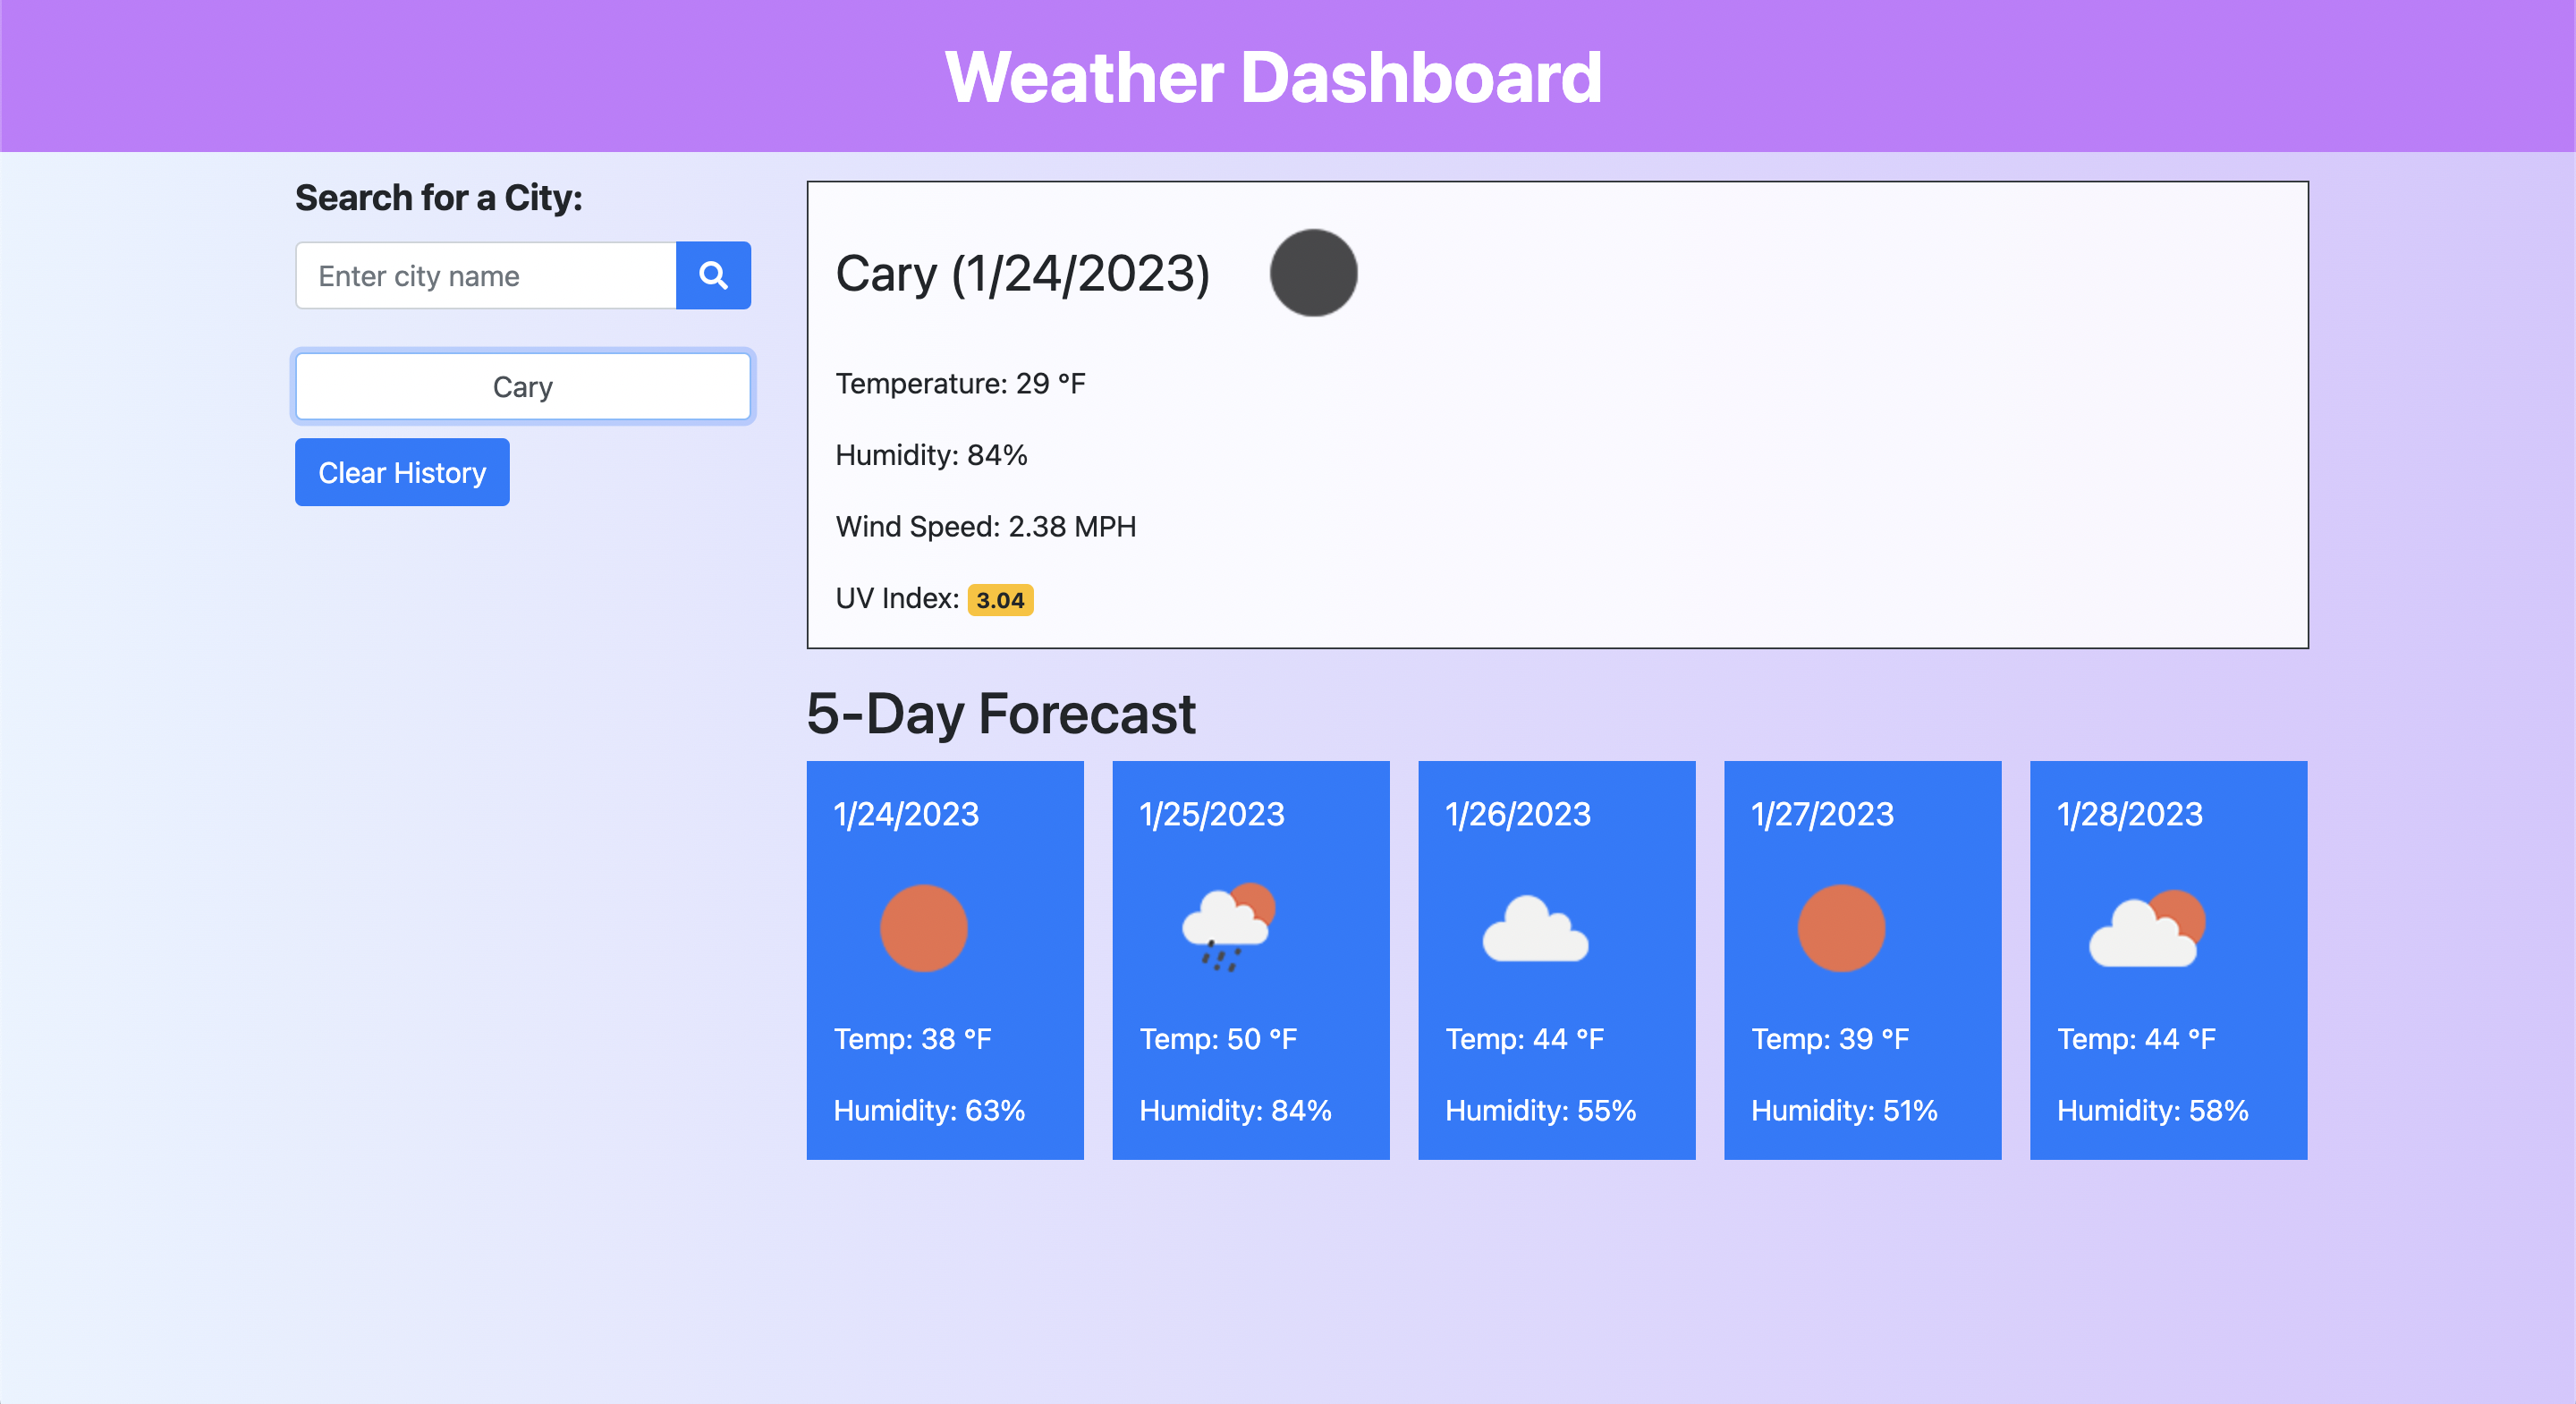 Weather Dashboard
Search for a City:
Enter city name
Cary
Clear History
Cary (1/24/2023)
Temperature: 29 °F
Humidity: 84%
Wind Speed: 2.38 MPH
UV Index: 3.04
5-Day Forecast
1/24/2023
Temp: 38 °F
Humidity: 63%
1/25/2023
Temp: 50 °F
Humidity: 84%
1/26/2023
Temp: 44 °F
Humidity: 55%
1/27/2023
Temp: 39 °F
Humidity: 51%
1/28/2023
Temp: 44 °F
Humidity: 58%